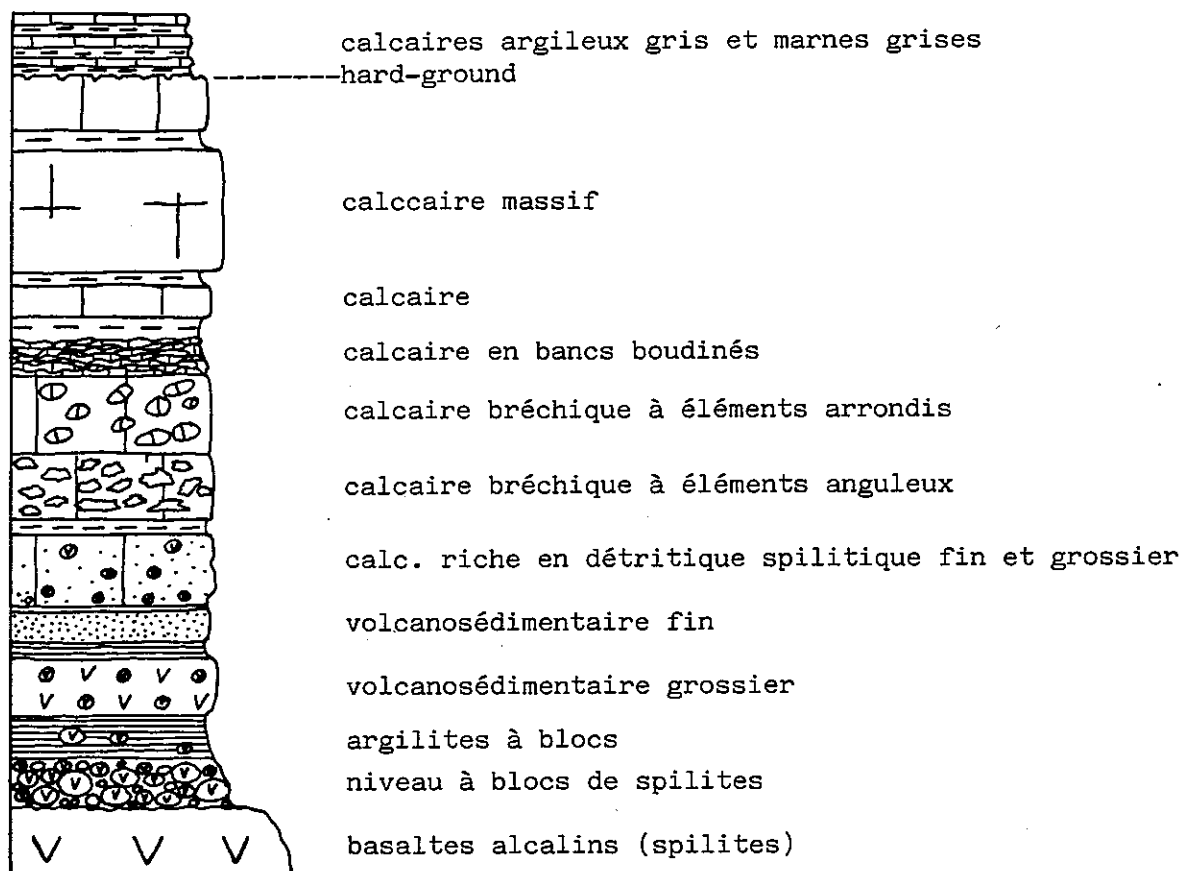 calcaires argileux gris et marnes grises
hard-ground
calccaire massif
calcaire
calcaire en bancs boudinés
calcaire bréchique à éléments arrondis
calcaire bréchique à éléments anguleux
calc. riche en détritique spilitique fin et grossier
volcanosédimentaire fin
volcanosédimentaire grossier
argilites à blocs
niveau à blocs de spilites
basaltes alcalins (spilites)